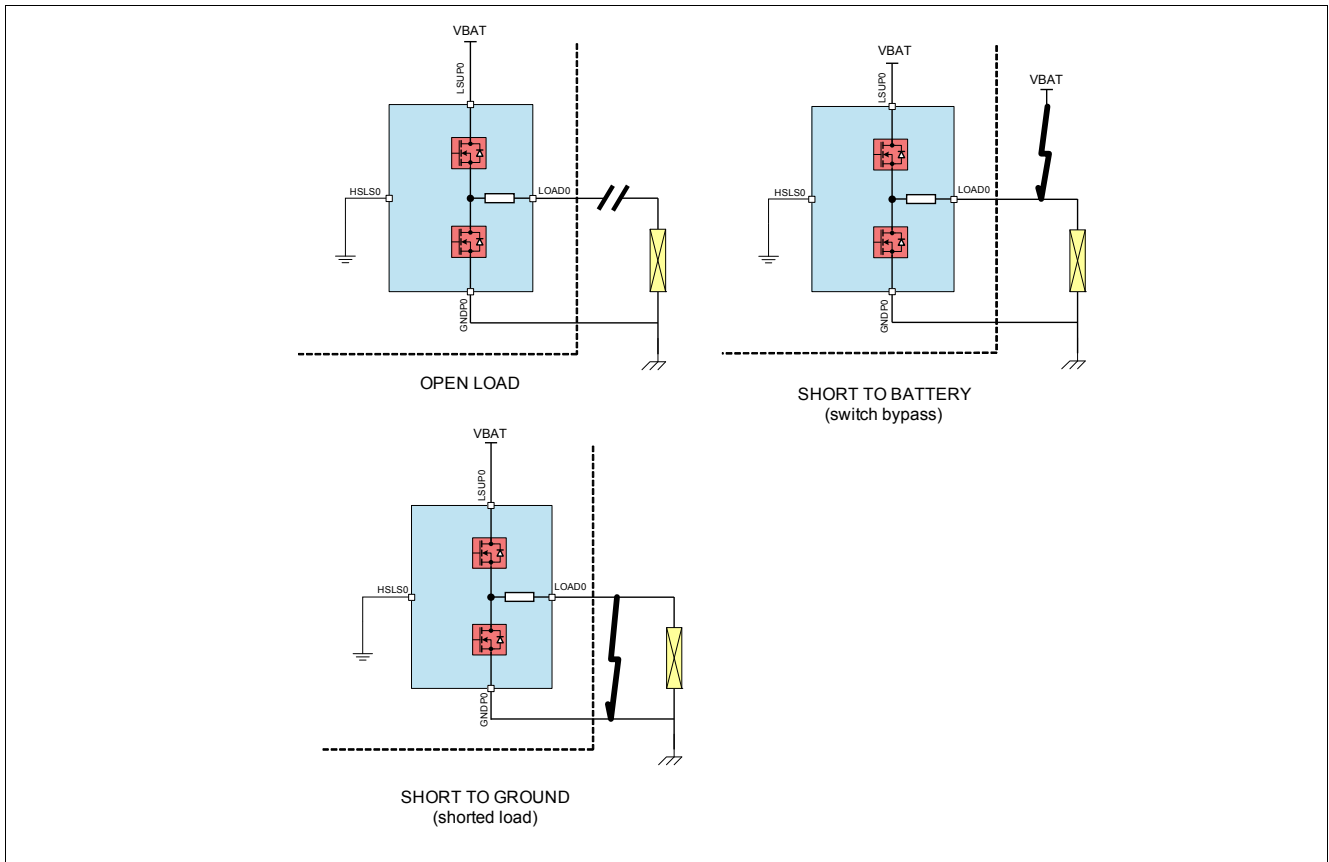 VBAT
LSUP0
HSLS0
LOAD0
GNDP0
OPEN LOAD
VBAT
VBAT
LSUP0
HSLS0
LOAD0
GNDP0
SHORT TO BATTERY
(switch bypass)
VBAT
LSUP0
HSLS0
LOAD0
GNDP0
SHORT TO GROUND
(shorted load)